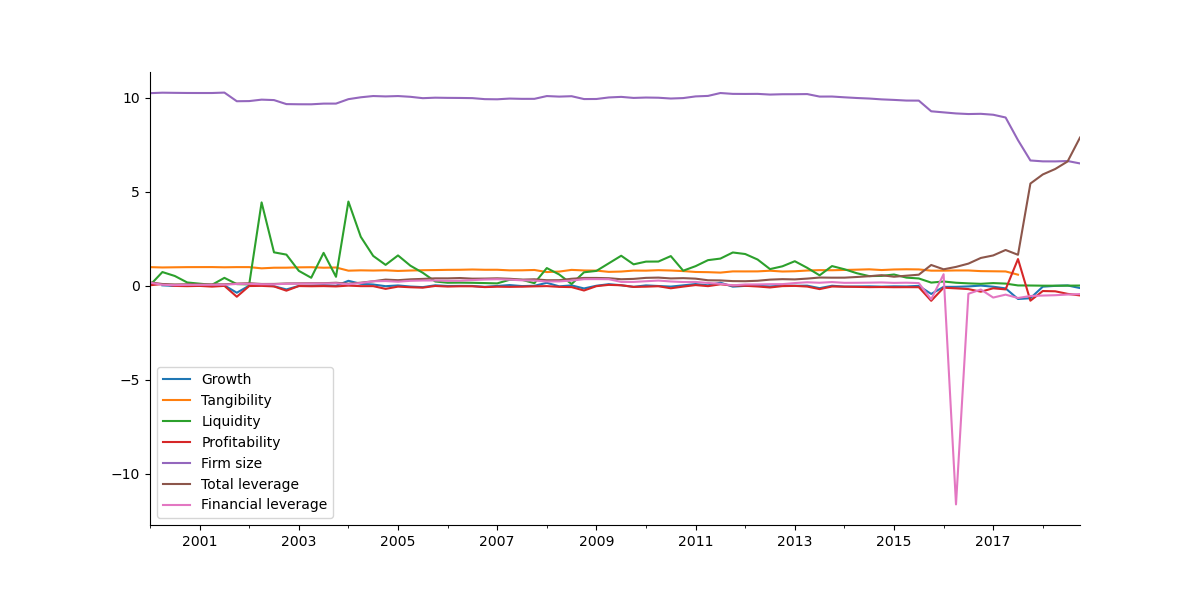 10
5
0
−5
−10
Growth
Tangibility
Liquidity
Profitability
Firm size
Total leverage
Financial leverage
2001 2003 2005 2007 2009 2011 2013 2015 2017